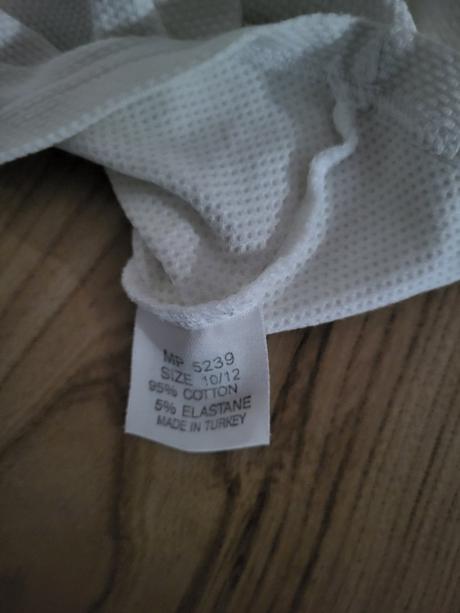 MP 5239
SIZE 10/12
95% COTTON
5% ELASTANE
MADE IN TURKEY